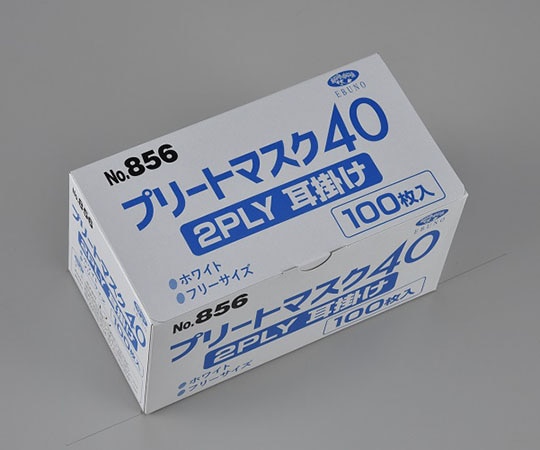 EBUNO
No.856
プリートマスク40
2PLY 耳掛け
100枚入
ホワイト
フリーサイズ
EBUNO
No.856
プリートマスク40
2PLY 耳掛け
100枚入
ホワイト
フリーサイズ